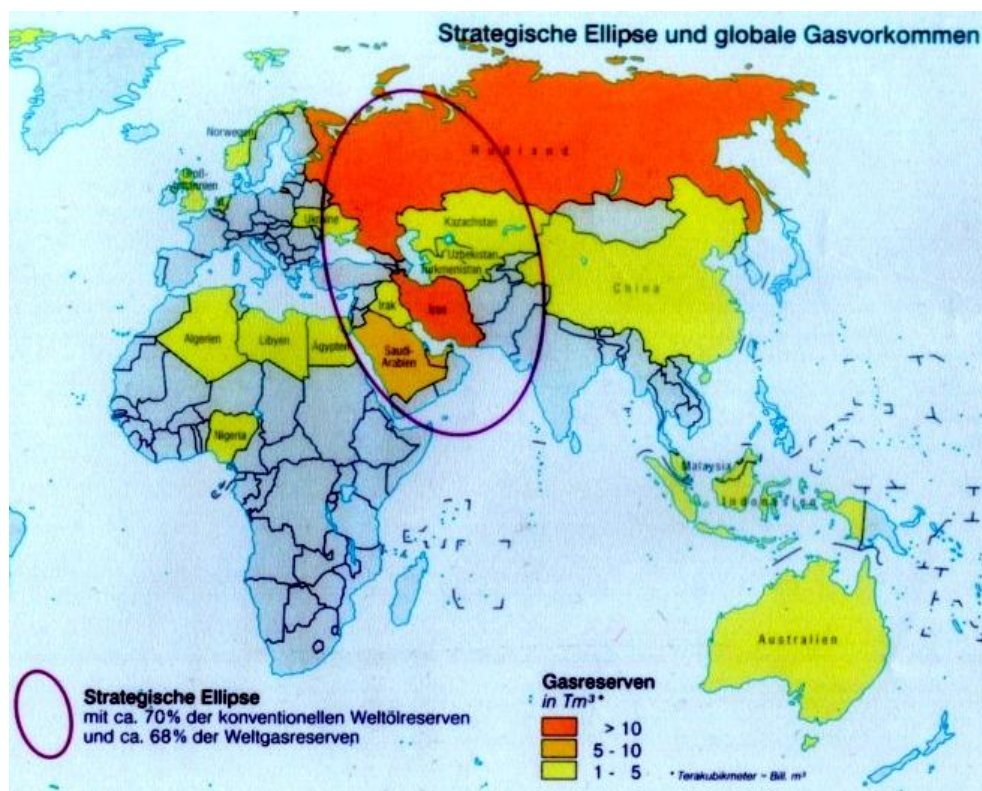 Strategische Ellipse und globale Gasvorkommen
Norwegen
Groß-
britannien
Rußland
Ukraine
Kazachstan
Uzbekistan
Turkmenistan
China
Irak
Iran
Algerien
Libyen
Ägypten
Saudi-
Arabien
Nigeria
Malaysia
Indonesien
Australien
Strategische Ellipse
mit ca. 70% der konventionellen Weltölreserven
und ca. 68% der Weltgasreserven
Gasreserven
in Tm³*
> 10
5 - 10
1 - 5
* Terakubikmeter = Bill. m³